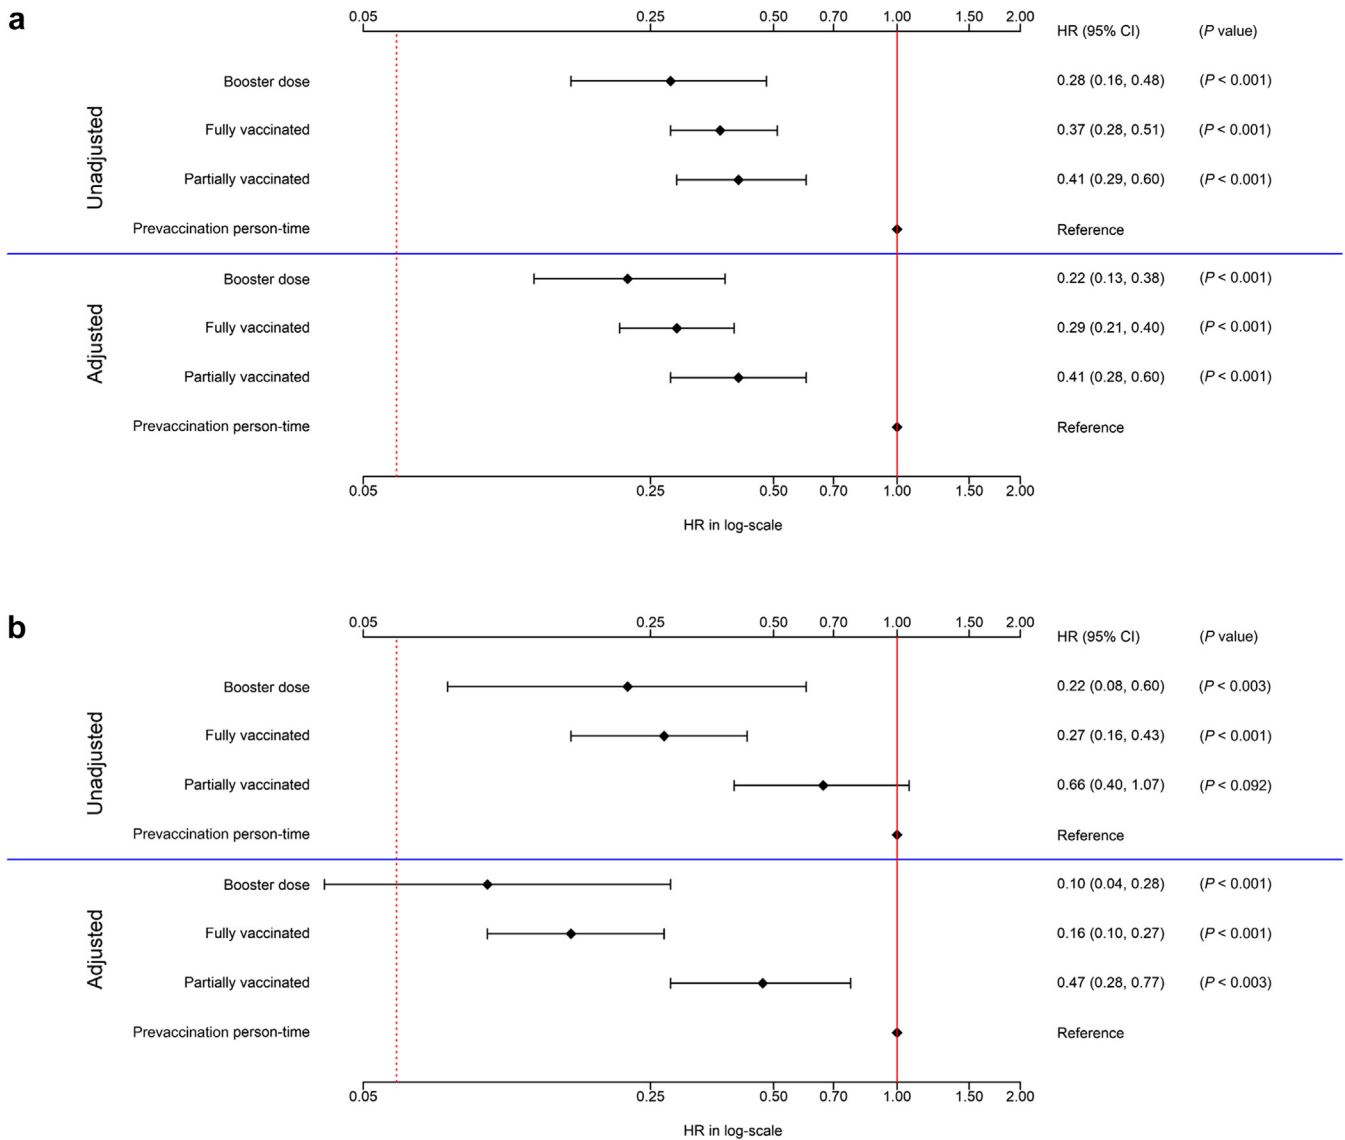 a
0.05 0.25 0.50 0.70 1.00 1.50 2.00
HR (95% CI) (P value)
Unadjusted
Booster dose 0.28 (0.16, 0.48) (P < 0.001)
Fully vaccinated 0.37 (0.28, 0.51) (P < 0.001)
Partially vaccinated 0.41 (0.29, 0.60) (P < 0.001)
Prevaccination person-time Reference
Adjusted
Booster dose 0.22 (0.13, 0.38) (P < 0.001)
Fully vaccinated 0.29 (0.21, 0.40) (P < 0.001)
Partially vaccinated 0.41 (0.28, 0.60) (P < 0.001)
Prevaccination person-time Reference
0.05 0.25 0.50 0.70 1.00 1.50 2.00
HR in log-scale
b
0.05 0.25 0.50 0.70 1.00 1.50 2.00
HR (95% CI) (P value)
Unadjusted
Booster dose 0.22 (0.08, 0.60) (P < 0.003)
Fully vaccinated 0.27 (0.16, 0.43) (P < 0.001)
Partially vaccinated 0.66 (0.40, 1.07) (P < 0.092)
Prevaccination person-time Reference
Adjusted
Booster dose 0.10 (0.04, 0.28) (P < 0.001)
Fully vaccinated 0.16 (0.10, 0.27) (P < 0.001)
Partially vaccinated 0.47 (0.28, 0.77) (P < 0.003)
Prevaccination person-time Reference
0.05 0.25 0.50 0.70 1.00 1.50 2.00
HR in log-scale